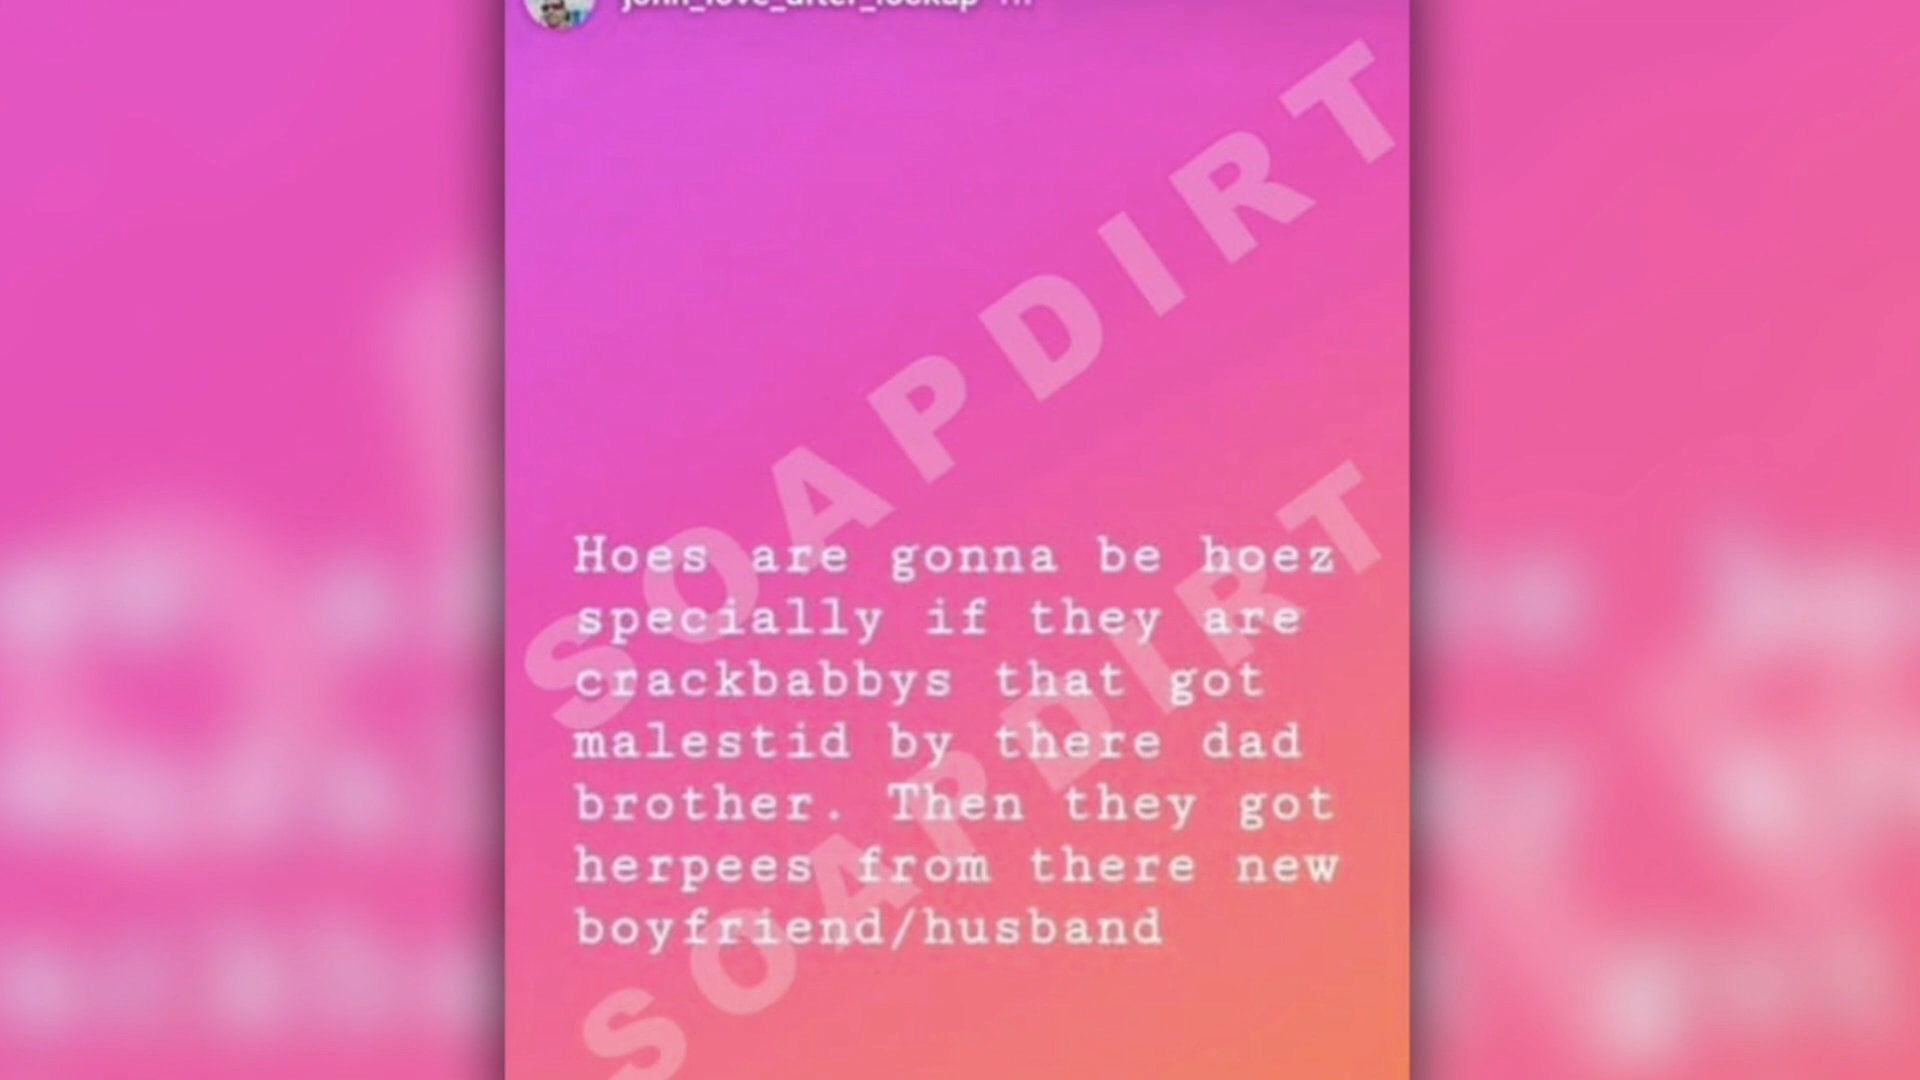 john_love_after_lockup
SOAPDIRT
Hoes are gonna be hoez
specially if they are
crackbabbys that got
malestid by there dad
brother. Then they got
herpees from there new
boyfriend/husband
SOAPDIRT